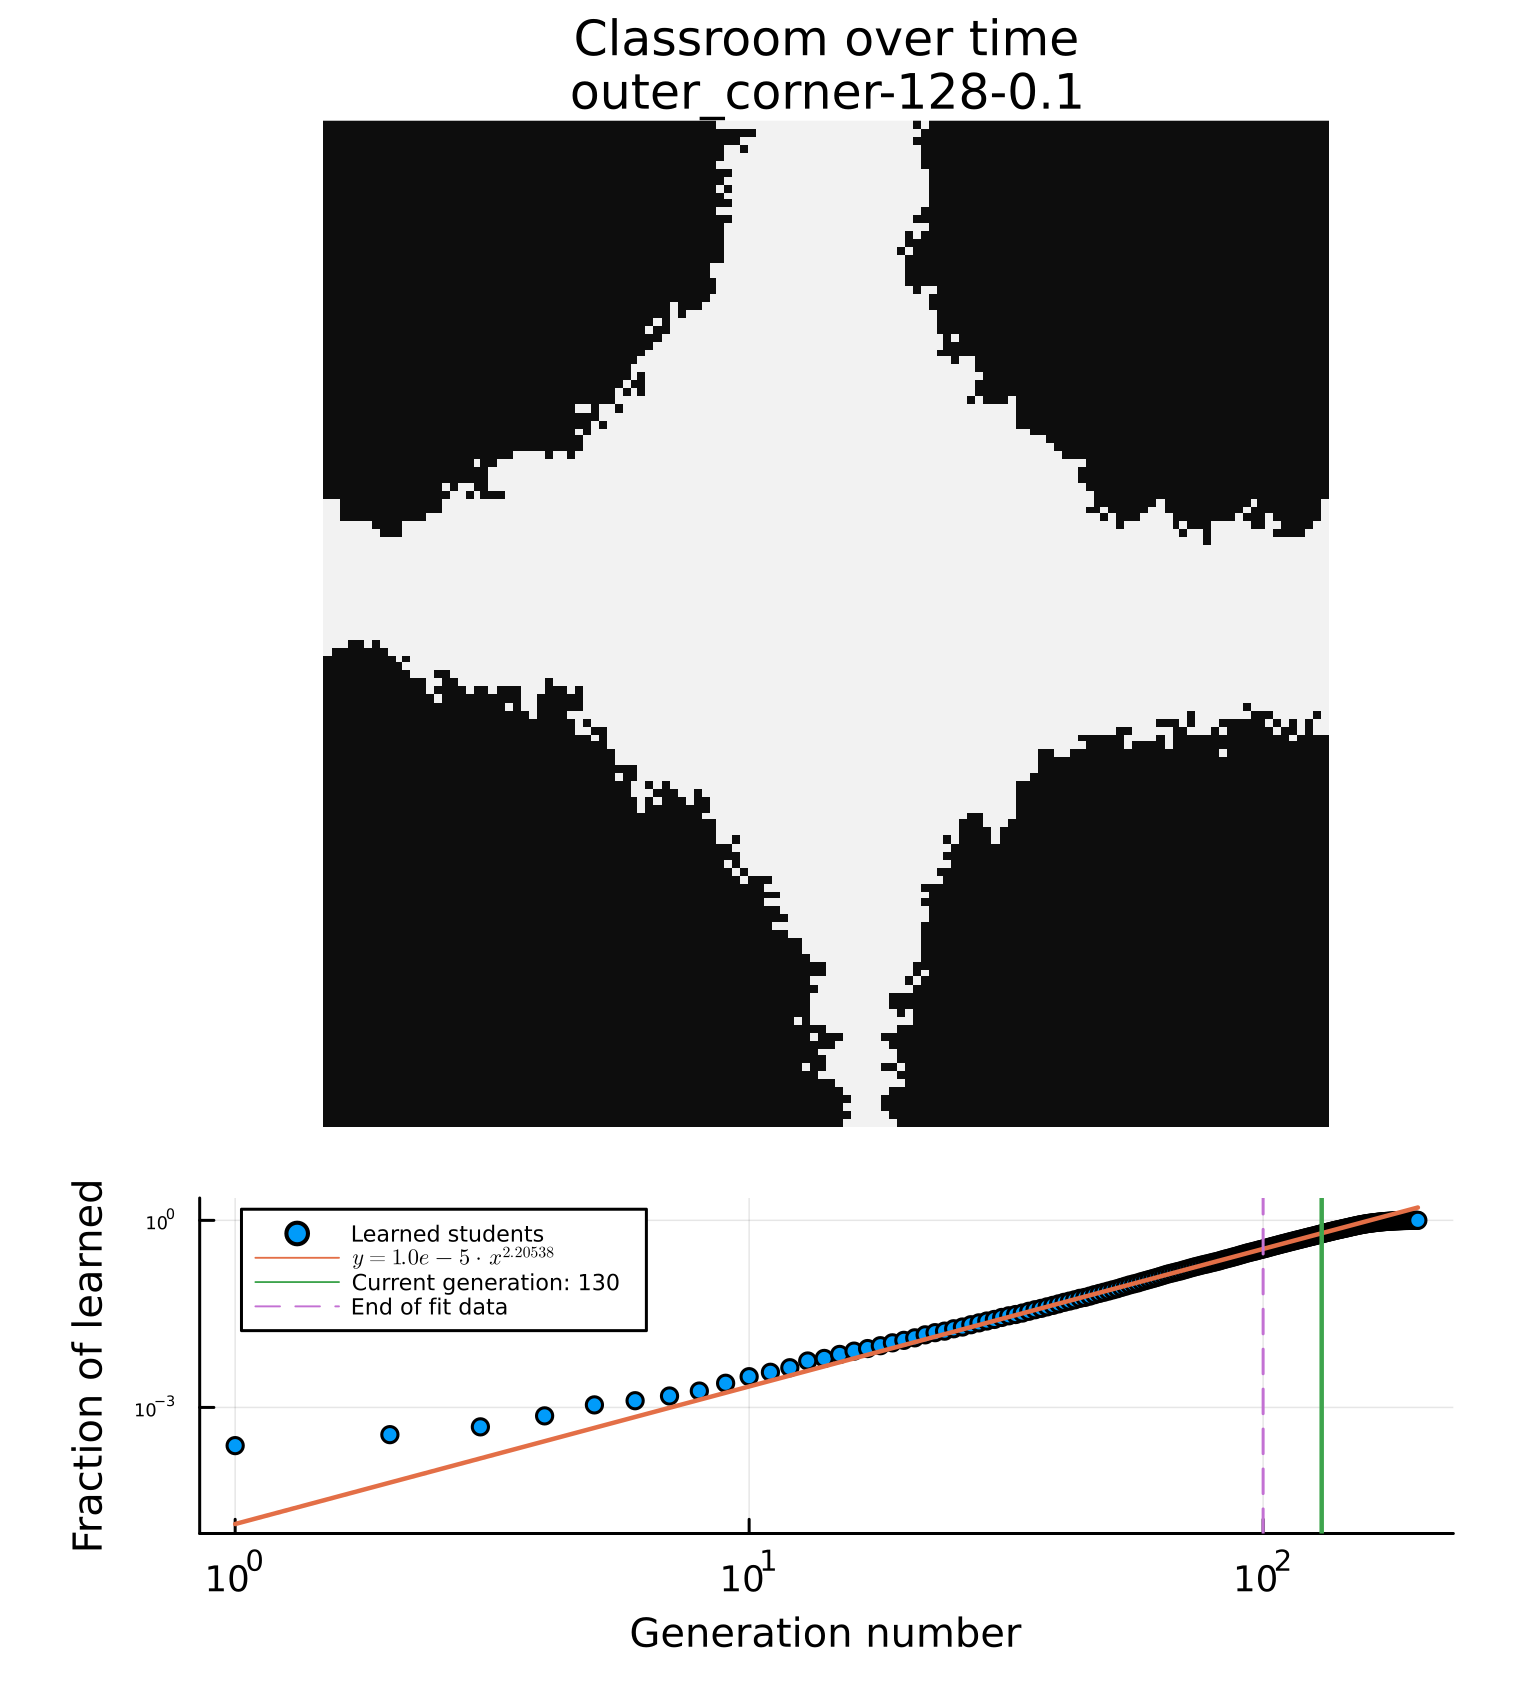 Classroom over time
outer_corner-128-0.1
Fraction of learned
10^0
10^-3
Learned students
y = 1.0e − 5 · x^2.20538
Current generation: 130
End of fit data
10^0
10^1
10^2
Generation number